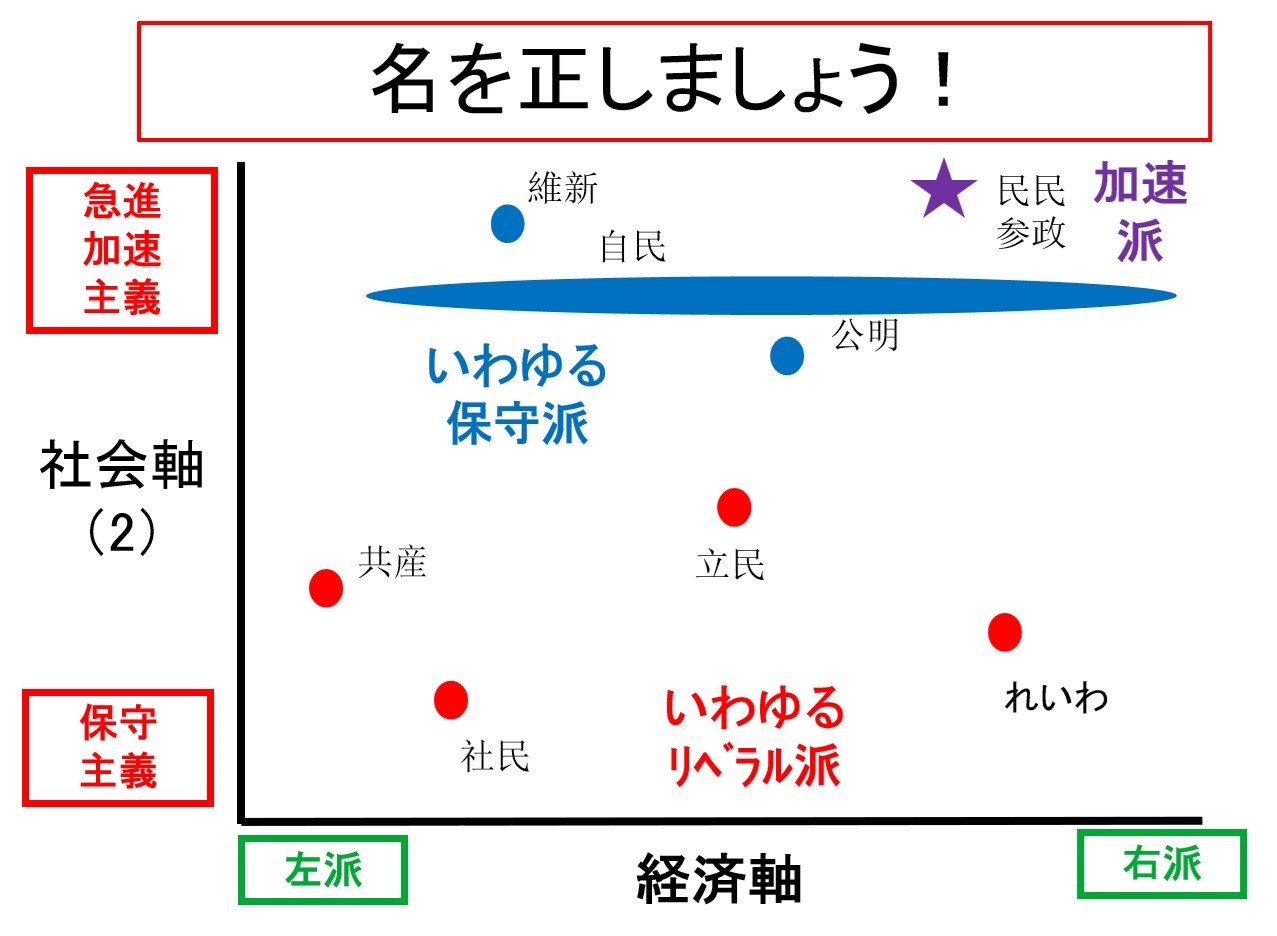 名を正しましょう！
急進
加速
主義
維新
自民
民民
参政
加速
派
公明
いわゆる
保守派
社会軸
（2）
共産
立民
れいわ
社民
いわゆる
ﾘﾍﾞﾗﾙ派
保守
主義
左派
経済軸
右派